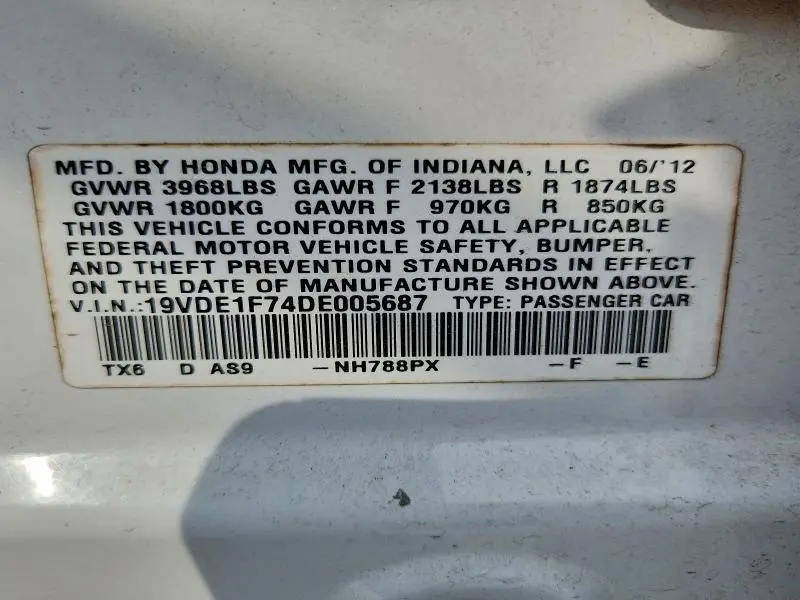 MFD. BY HONDA MFG. OF INDIANA, LLC 06/'12
GVWR 3968LBS GAWR F 2138LBS R 1874LBS
GVWR 1800KG GAWR F 970KG R 850KG
THIS VEHICLE CONFORMS TO ALL APPLICABLE
FEDERAL MOTOR VEHICLE SAFETY, BUMPER,
AND THEFT PREVENTION STANDARDS IN EFFECT
ON THE DATE OF MANUFACTURE SHOWN ABOVE.
V.I.N.:19VDE1F74DE005687 TYPE: PASSENGER CAR
TX6 D AS9 -NH788PX -F -E